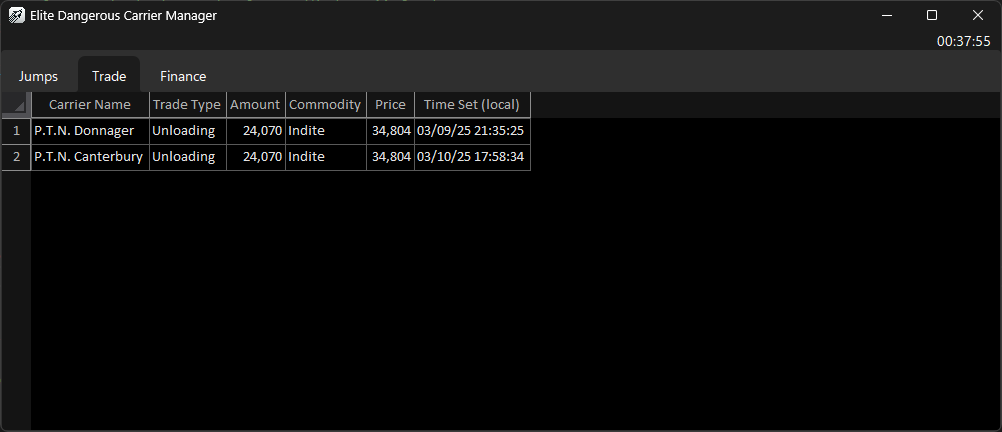 Elite Dangerous Carrier Manager
00:37:55
Jumps Trade Finance
Carrier Name Trade Type Amount Commodity Price Time Set (local)
1 P.T.N. Donnager Unloading 24,070 Indite 34,804 03/09/25 21:35:25
2 P.T.N. Canterbury Unloading 24,070 Indite 34,804 03/10/25 17:58:34